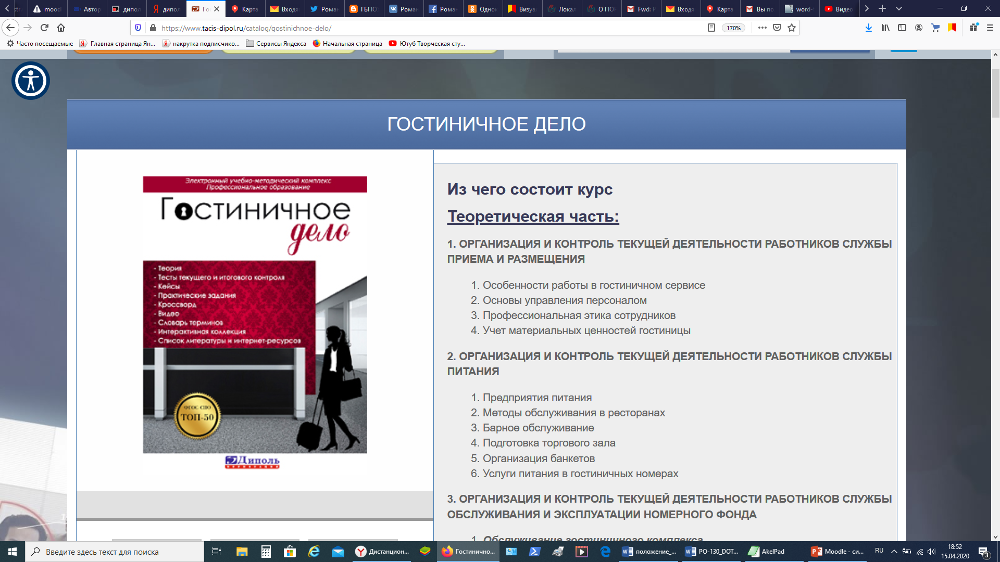 str.
mood
Автор
дипол
дипол
Гос
Карта
Входя
Роман
ГБПОУ
Роман
Роман
Однок
Визуа
Локал
О ПОР
Fwd: Р
Входя
Карта
Вы по
word-
Видео
https://www.tacis-dipol.ru/catalog/gostinichnoe-delo/
170%
Часто посещаемые
Главная страница Ян...
накрутка подписчико...
Сервисы Яндекса
Начальная страница
Ютуб Творческая сту...
ГОСТИНИЧНОЕ ДЕЛО
Электронный учебно-методический комплекс
Профессиональное образование
Гостиничное
дело
- Теория
- Тесты текущего и итогового контроля
- Кейсы
- Практические задания
- Кроссворд
- Видео
- Словарь терминов
- Интерактивная коллекция
- Список литературы и интернет-ресурсов
ФГОС СПО
ТОП-50
Диполь
КОРПОРАЦИЯ
Из чего состоит курс
Теоретическая часть:
1. ОРГАНИЗАЦИЯ И КОНТРОЛЬ ТЕКУЩЕЙ ДЕЯТЕЛЬНОСТИ РАБОТНИКОВ СЛУЖБЫ
ПРИЕМА И РАЗМЕЩЕНИЯ
1. Особенности работы в гостиничном сервисе
2. Основы управления персоналом
3. Профессиональная этика сотрудников
4. Учет материальных ценностей гостиницы
2. ОРГАНИЗАЦИЯ И КОНТРОЛЬ ТЕКУЩЕЙ ДЕЯТЕЛЬНОСТИ РАБОТНИКОВ СЛУЖБЫ
ПИТАНИЯ
1. Предприятия питания
2. Методы обслуживания в ресторанах
3. Барное обслуживание
4. Подготовка торгового зала
5. Организация банкетов
6. Услуги питания в гостиничных номерах
3. ОРГАНИЗАЦИЯ И КОНТРОЛЬ ТЕКУЩЕЙ ДЕЯТЕЛЬНОСТИ РАБОТНИКОВ СЛУЖБЫ
ОБСЛУЖИВАНИЯ И ЭКСПЛУАТАЦИИ НОМЕРНОГО ФОНДА
1. Обслуживание гостиничного комплекса
Введите здесь текст для поиска
Дистанцион...
Гостинично...
положение_...
PO-130_DOT...
AkelPad
Moodle - си...
RU
18:52
15.04.2020
3